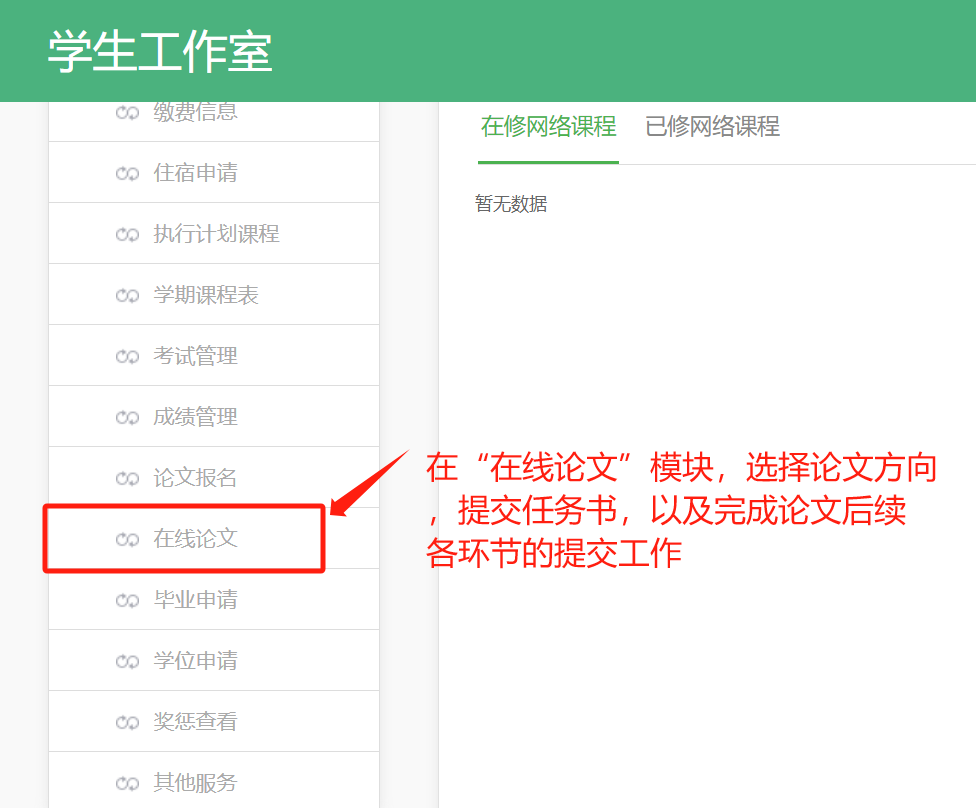 学生工作室
缴费信息
住宿申请
执行计划课程
学期课程表
考试管理
成绩管理
论文报名
在线论文
毕业申请
学位申请
奖惩查看
其他服务
在修网络课程 已修网络课程
暂无数据
在“在线论文”模块，选择论文方向
，提交任务书，以及完成论文后续
各环节的提交工作